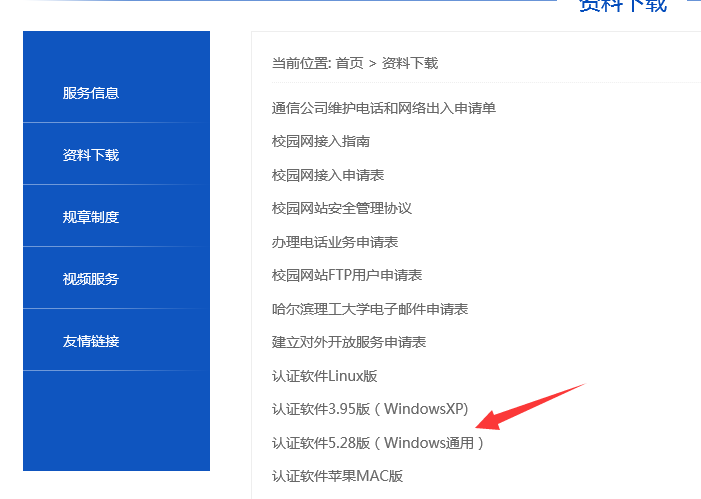 资料下载
服务信息
资料下载
规章制度
视频服务
友情链接
当前位置: 首页 > 资料下载
通信公司维护电话和网络出入申请单
校园网接入指南
校园网接入申请表
校园网站安全管理协议
办理电话业务申请表
校园网站FTP用户申请表
哈尔滨理工大学电子邮件申请表
建立对外开放服务申请表
认证软件Linux版
认证软件3.95版（WindowsXP)
认证软件5.28版（Windows通用）
认证软件苹果MAC版